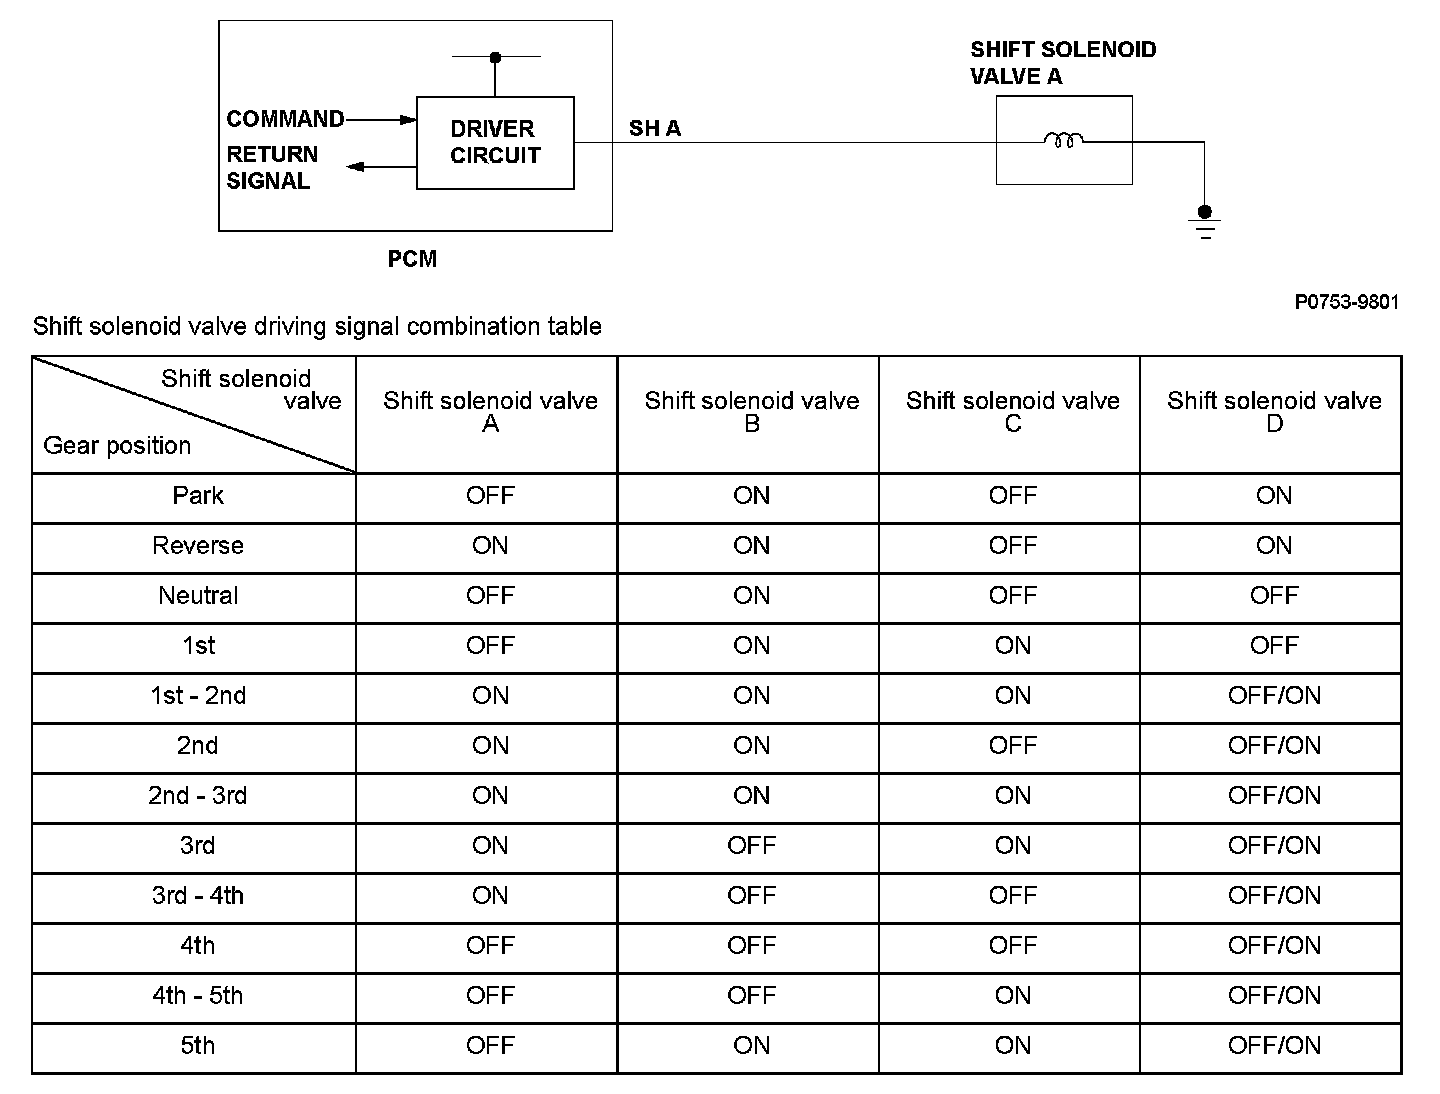 SHIFT SOLENOID
VALVE A
COMMAND
DRIVER
CIRCUIT
SH A
RETURN
SIGNAL
PCM
P0753-9801
Shift solenoid valve driving signal combination table
Shift solenoid
valve
Gear position
Shift solenoid valve
A
Shift solenoid valve
B
Shift solenoid valve
C
Shift solenoid valve
D
Park OFF ON OFF ON
Reverse ON ON OFF ON
Neutral OFF ON OFF OFF
1st OFF ON ON OFF
1st - 2nd ON ON ON OFF/ON
2nd ON ON OFF OFF/ON
2nd - 3rd ON ON ON OFF/ON
3rd ON OFF ON OFF/ON
3rd - 4th ON OFF OFF OFF/ON
4th OFF OFF OFF OFF/ON
4th - 5th OFF OFF ON OFF/ON
5th OFF ON ON OFF/ON